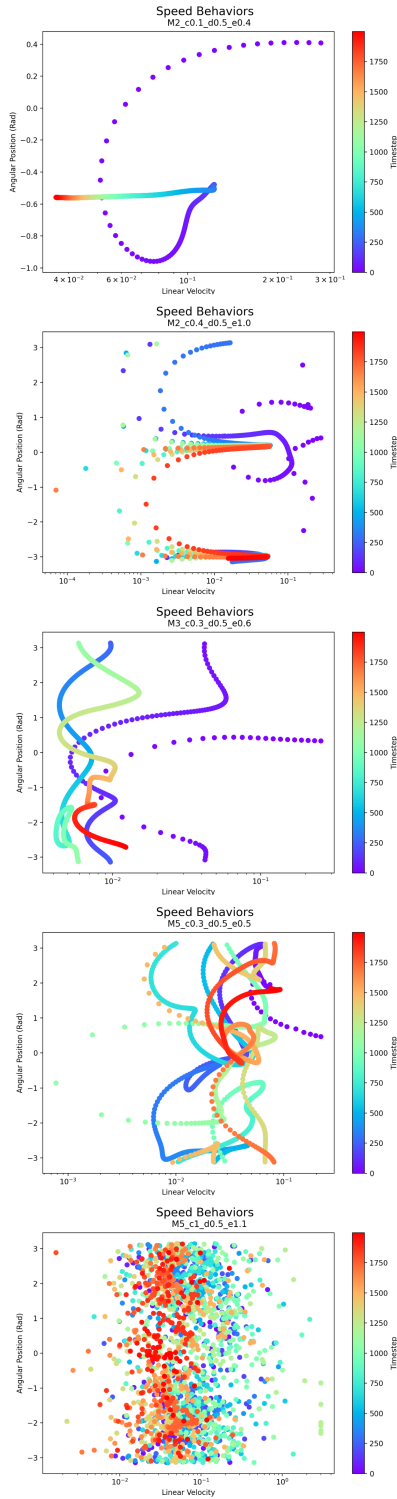 Speed Behaviors
M2_c0.1_d0.5_e0.4
Angular Position (Rad)
0.4
0.2
0.0
−0.2
−0.4
−0.6
−0.8
−1.0
4×10⁻² 6×10⁻² 10⁻¹ 2×10⁻¹ 3×10⁻¹
Linear Velocity
1750
1500
1250
1000
750
500
250
0
Timestep
Speed Behaviors
M2_c0.4_d0.5_e1.0
Angular Position (Rad)
3
2
1
0
−1
−2
−3
10⁻⁴ 10⁻³ 10⁻² 10⁻¹
Linear Velocity
1750
1500
1250
1000
750
500
250
0
Timestep
Speed Behaviors
M3_c0.3_d0.5_e0.6
Angular Position (Rad)
3
2
1
0
−1
−2
−3
10⁻² 10⁻¹
Linear Velocity
1750
1500
1250
1000
750
500
250
0
Timestep
Speed Behaviors
M5_c0.3_d0.5_e0.5
Angular Position (Rad)
3
2
1
0
−1
−2
−3
10⁻³ 10⁻² 10⁻¹
Linear Velocity
1750
1500
1250
1000
750
500
250
0
Timestep
Speed Behaviors
M5_c1_d0.5_e1.1
Angular Position (Rad)
3
2
1
0
−1
−2
−3
10⁻² 10⁻¹ 10⁰
Linear Velocity
1750
1500
1250
1000
750
500
250
0
Timestep